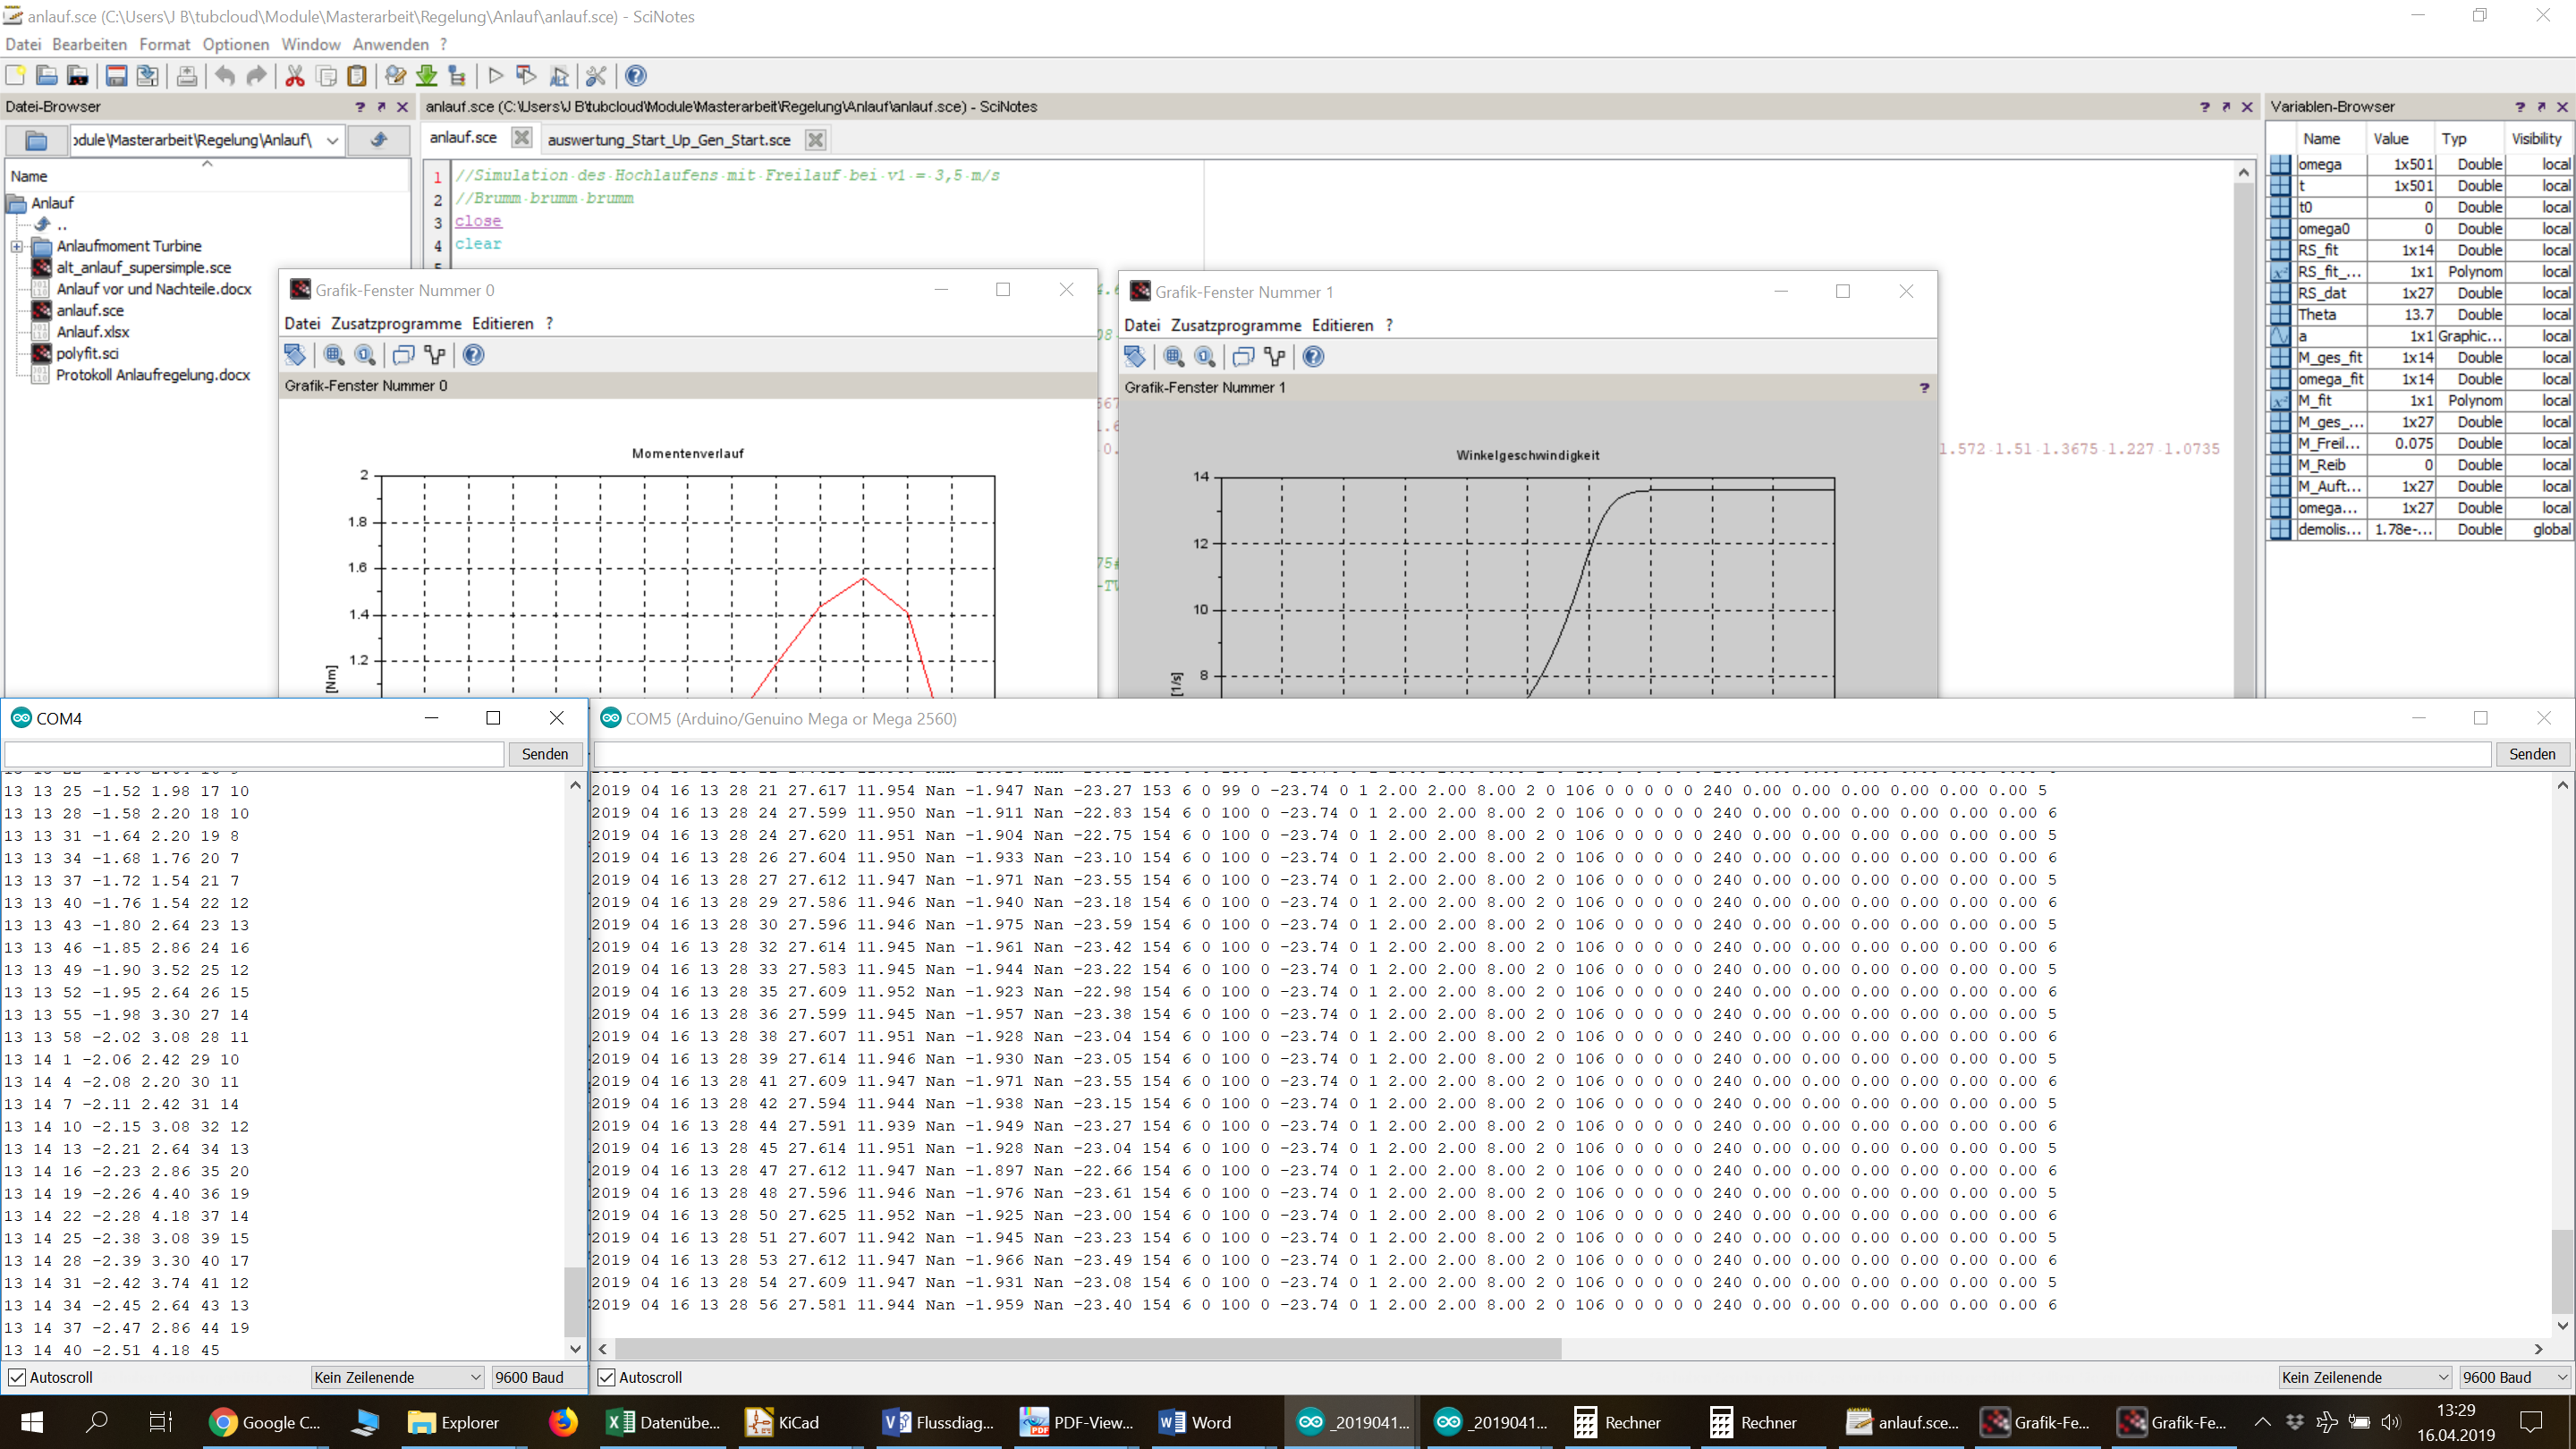 anlauf.sce (C:\Users\J B\tubcloud\Module\Masterarbeit\Regelung\Anlauf\anlauf.sce) - SciNotes
Datei Bearbeiten Format Optionen Window Anwenden ?
Datei-Browser
anlauf.sce (C:\Users\J B\tubcloud\Module\Masterarbeit\Regelung\Anlauf\anlauf.sce) - SciNotes
Variablen-Browser
dule\Masterarbeit\Regelung\Anlauf\
anlauf.sce
auswertung_Start_Up_Gen_Start.sce
Name
Anlauf
..
Anlaufmoment Turbine
alt_anlauf_supersimple.sce
Anlauf vor und Nachteile.docx
anlauf.sce
Anlauf.xlsx
polyfit.sci
Protokoll Anlaufregelung.docx
1 //Simulation des Hochlaufens mit Freilauf bei v1 = 3,5 m/s
2 //Brumm brumm brumm
3 close
4 clear
1.572 1.51 1.3675 1.227 1.0735
Name Value Typ Visibility
omega 1x501 Double local
t 1x501 Double local
t0 0 Double local
omega0 0 Double local
RS_fit 1x14 Double local
RS_fit_... 1x1 Polynom local
RS_dat 1x27 Double local
Theta 13.7 Double local
a 1x1 Graphic... local
M_ges_fit 1x14 Double local
omega_fit 1x14 Double local
M_fit 1x1 Polynom local
M_ges_... 1x27 Double local
M_Freil... 0.075 Double local
M_Reib 0 Double local
M_Auft... 1x27 Double local
omega... 1x27 Double local
demolis... 1.78e-... Double global
Grafik-Fenster Nummer 0
Datei Zusatzprogramme Editieren ?
Grafik-Fenster Nummer 0
Momentenverlauf
2
1.8
1.6
1.4
1.2
[Nm]
Grafik-Fenster Nummer 1
Datei Zusatzprogramme Editieren ?
Grafik-Fenster Nummer 1
Winkelgeschwindigkeit
14
12
10
8
[1/s]
COM4
Senden
13 13 25 -1.52 1.98 17 10
13 13 28 -1.58 2.20 18 10
13 13 31 -1.64 2.20 19 8
13 13 34 -1.68 1.76 20 7
13 13 37 -1.72 1.54 21 7
13 13 40 -1.76 1.54 22 12
13 13 43 -1.80 2.64 23 13
13 13 46 -1.85 2.86 24 16
13 13 49 -1.90 3.52 25 12
13 13 52 -1.95 2.64 26 15
13 13 55 -1.98 3.30 27 14
13 13 58 -2.02 3.08 28 11
13 14 1 -2.06 2.42 29 10
13 14 4 -2.08 2.20 30 11
13 14 7 -2.11 2.42 31 14
13 14 10 -2.15 3.08 32 12
13 14 13 -2.21 2.64 34 13
13 14 16 -2.23 2.86 35 20
13 14 19 -2.26 4.40 36 19
13 14 22 -2.28 4.18 37 14
13 14 25 -2.38 3.08 39 15
13 14 28 -2.39 3.30 40 17
13 14 31 -2.42 3.74 41 12
13 14 34 -2.45 2.64 43 13
13 14 37 -2.47 2.86 44 19
13 14 40 -2.51 4.18 45
Autoscroll
Kein Zeilenende
9600 Baud
COM5 (Arduino/Genuino Mega or Mega 2560)
Senden
2019 04 16 13 28 21 27.617 11.954 Nan -1.947 Nan -23.27 153 6 0 99 0 -23.74 0 1 2.00 2.00 8.00 2 0 106 0 0 0 0 0 240 0.00 0.00 0.00 0.00 0.00 0.00 5
2019 04 16 13 28 24 27.599 11.950 Nan -1.911 Nan -22.83 154 6 0 100 0 -23.74 0 1 2.00 2.00 8.00 2 0 106 0 0 0 0 0 240 0.00 0.00 0.00 0.00 0.00 0.00 6
2019 04 16 13 28 24 27.620 11.951 Nan -1.904 Nan -22.75 154 6 0 100 0 -23.74 0 1 2.00 2.00 8.00 2 0 106 0 0 0 0 0 240 0.00 0.00 0.00 0.00 0.00 0.00 5
2019 04 16 13 28 26 27.604 11.950 Nan -1.933 Nan -23.10 154 6 0 100 0 -23.74 0 1 2.00 2.00 8.00 2 0 106 0 0 0 0 0 240 0.00 0.00 0.00 0.00 0.00 0.00 6
2019 04 16 13 28 27 27.612 11.947 Nan -1.971 Nan -23.55 154 6 0 100 0 -23.74 0 1 2.00 2.00 8.00 2 0 106 0 0 0 0 0 240 0.00 0.00 0.00 0.00 0.00 0.00 5
2019 04 16 13 28 29 27.586 11.946 Nan -1.940 Nan -23.18 154 6 0 100 0 -23.74 0 1 2.00 2.00 8.00 2 0 106 0 0 0 0 0 240 0.00 0.00 0.00 0.00 0.00 0.00 6
2019 04 16 13 28 30 27.596 11.946 Nan -1.975 Nan -23.59 154 6 0 100 0 -23.74 0 1 2.00 2.00 8.00 2 0 106 0 0 0 0 0 240 0.00 0.00 0.00 0.00 0.00 0.00 5
2019 04 16 13 28 32 27.614 11.945 Nan -1.961 Nan -23.42 154 6 0 100 0 -23.74 0 1 2.00 2.00 8.00 2 0 106 0 0 0 0 0 240 0.00 0.00 0.00 0.00 0.00 0.00 6
2019 04 16 13 28 33 27.583 11.945 Nan -1.944 Nan -23.22 154 6 0 100 0 -23.74 0 1 2.00 2.00 8.00 2 0 106 0 0 0 0 0 240 0.00 0.00 0.00 0.00 0.00 0.00 5
2019 04 16 13 28 35 27.609 11.952 Nan -1.923 Nan -22.98 154 6 0 100 0 -23.74 0 1 2.00 2.00 8.00 2 0 106 0 0 0 0 0 240 0.00 0.00 0.00 0.00 0.00 0.00 6
2019 04 16 13 28 36 27.599 11.945 Nan -1.957 Nan -23.38 154 6 0 100 0 -23.74 0 1 2.00 2.00 8.00 2 0 106 0 0 0 0 0 240 0.00 0.00 0.00 0.00 0.00 0.00 5
2019 04 16 13 28 38 27.607 11.951 Nan -1.928 Nan -23.04 154 6 0 100 0 -23.74 0 1 2.00 2.00 8.00 2 0 106 0 0 0 0 0 240 0.00 0.00 0.00 0.00 0.00 0.00 6
2019 04 16 13 28 39 27.614 11.946 Nan -1.930 Nan -23.05 154 6 0 100 0 -23.74 0 1 2.00 2.00 8.00 2 0 106 0 0 0 0 0 240 0.00 0.00 0.00 0.00 0.00 0.00 5
2019 04 16 13 28 41 27.609 11.947 Nan -1.971 Nan -23.55 154 6 0 100 0 -23.74 0 1 2.00 2.00 8.00 2 0 106 0 0 0 0 0 240 0.00 0.00 0.00 0.00 0.00 0.00 6
2019 04 16 13 28 42 27.594 11.944 Nan -1.938 Nan -23.15 154 6 0 100 0 -23.74 0 1 2.00 2.00 8.00 2 0 106 0 0 0 0 0 240 0.00 0.00 0.00 0.00 0.00 0.00 5
2019 04 16 13 28 44 27.591 11.939 Nan -1.949 Nan -23.27 154 6 0 100 0 -23.74 0 1 2.00 2.00 8.00 2 0 106 0 0 0 0 0 240 0.00 0.00 0.00 0.00 0.00 0.00 6
2019 04 16 13 28 45 27.614 11.951 Nan -1.928 Nan -23.04 154 6 0 100 0 -23.74 0 1 2.00 2.00 8.00 2 0 106 0 0 0 0 0 240 0.00 0.00 0.00 0.00 0.00 0.00 5
2019 04 16 13 28 47 27.612 11.947 Nan -1.897 Nan -22.66 154 6 0 100 0 -23.74 0 1 2.00 2.00 8.00 2 0 106 0 0 0 0 0 240 0.00 0.00 0.00 0.00 0.00 0.00 6
2019 04 16 13 28 48 27.596 11.946 Nan -1.976 Nan -23.61 154 6 0 100 0 -23.74 0 1 2.00 2.00 8.00 2 0 106 0 0 0 0 0 240 0.00 0.00 0.00 0.00 0.00 0.00 5
2019 04 16 13 28 50 27.625 11.952 Nan -1.925 Nan -23.00 154 6 0 100 0 -23.74 0 1 2.00 2.00 8.00 2 0 106 0 0 0 0 0 240 0.00 0.00 0.00 0.00 0.00 0.00 6
2019 04 16 13 28 51 27.607 11.942 Nan -1.945 Nan -23.23 154 6 0 100 0 -23.74 0 1 2.00 2.00 8.00 2 0 106 0 0 0 0 0 240 0.00 0.00 0.00 0.00 0.00 0.00 5
2019 04 16 13 28 53 27.612 11.947 Nan -1.966 Nan -23.49 154 6 0 100 0 -23.74 0 1 2.00 2.00 8.00 2 0 106 0 0 0 0 0 240 0.00 0.00 0.00 0.00 0.00 0.00 6
2019 04 16 13 28 54 27.609 11.947 Nan -1.931 Nan -23.08 154 6 0 100 0 -23.74 0 1 2.00 2.00 8.00 2 0 106 0 0 0 0 0 240 0.00 0.00 0.00 0.00 0.00 0.00 5
2019 04 16 13 28 56 27.581 11.944 Nan -1.959 Nan -23.40 154 6 0 100 0 -23.74 0 1 2.00 2.00 8.00 2 0 106 0 0 0 0 0 240 0.00 0.00 0.00 0.00 0.00 0.00 6
Autoscroll
Kein Zeilenende
9600 Baud
Google C...
Explorer
Datenübe...
KiCad
Flussdiag...
PDF-View...
Word
_2019041...
_2019041...
Rechner
Rechner
anlauf.sce...
Grafik-Fe...
Grafik-Fe...
13:29
16.04.2019